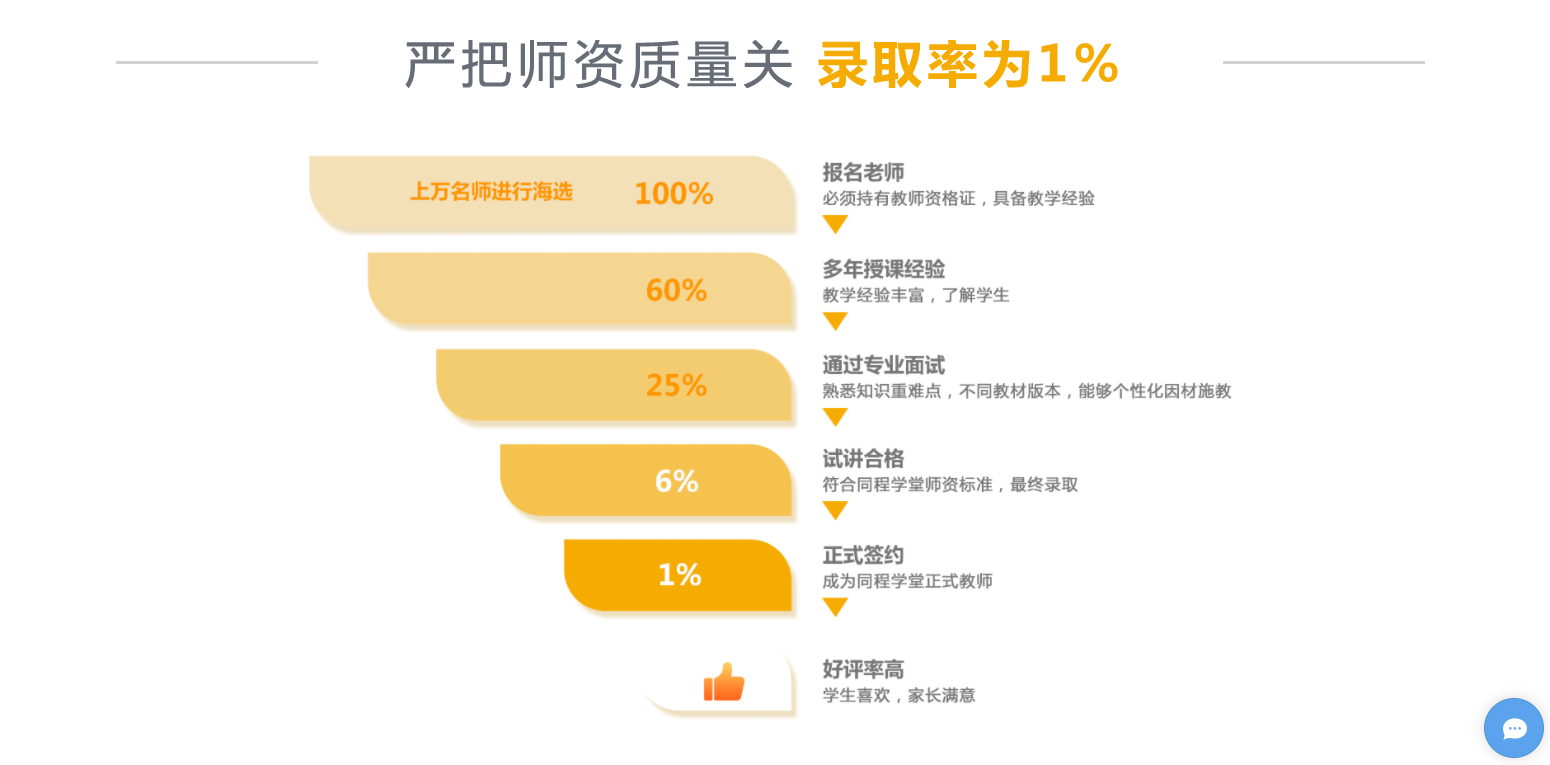 严把师资质量关 录取率为1%
上万名师进行海选 100%
报名老师
必须持有教师资格证，具备教学经验
60%
多年授课经验
教学经验丰富，了解学生
25%
通过专业面试
熟悉知识重难点，不同教材版本，能够个性化因材施教
6%
试讲合格
符合同程学堂师资标准，最终录取
1%
正式签约
成为同程学堂正式教师
好评率高
学生喜欢，家长满意